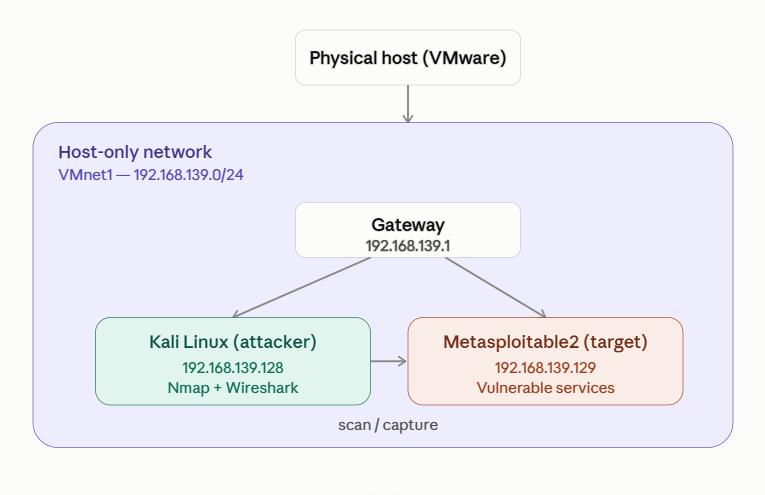 Physical host (VMware)
Host-only network
VMnet1 — 192.168.139.0/24
Gateway
192.168.139.1
Kali Linux (attacker)
192.168.139.128
Nmap + Wireshark
Metasploitable2 (target)
192.168.139.129
Vulnerable services
scan / capture